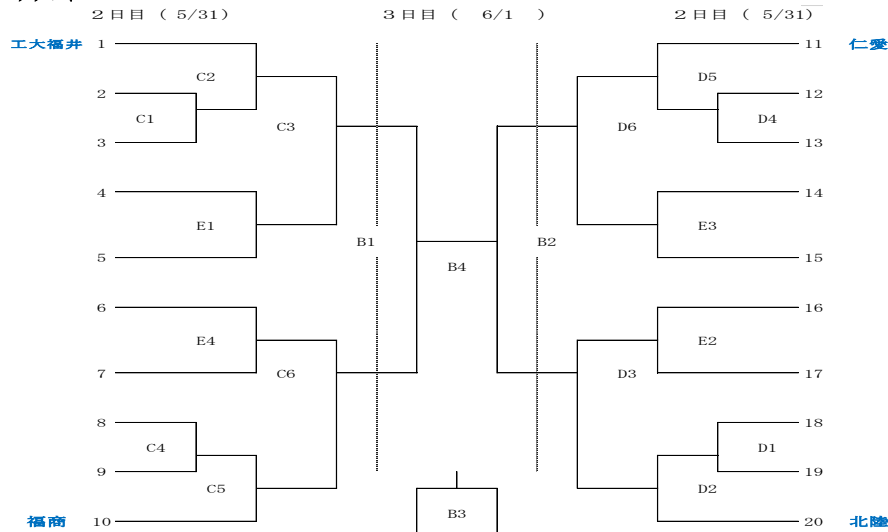 ２日目（5/31） ３日目（ 6/1 ） ２日目（5/31）
工大福井 1 11 仁愛
C2 D5
2 12
C1 D4
C3 D6
3 13
4 14
E1 E3
B1 B2
5 15
B4
6 16
E4 E2
7 C6 D3 17
8 18
C4 D1
9 19
C5 D2
福商 10 B3 20 北陸